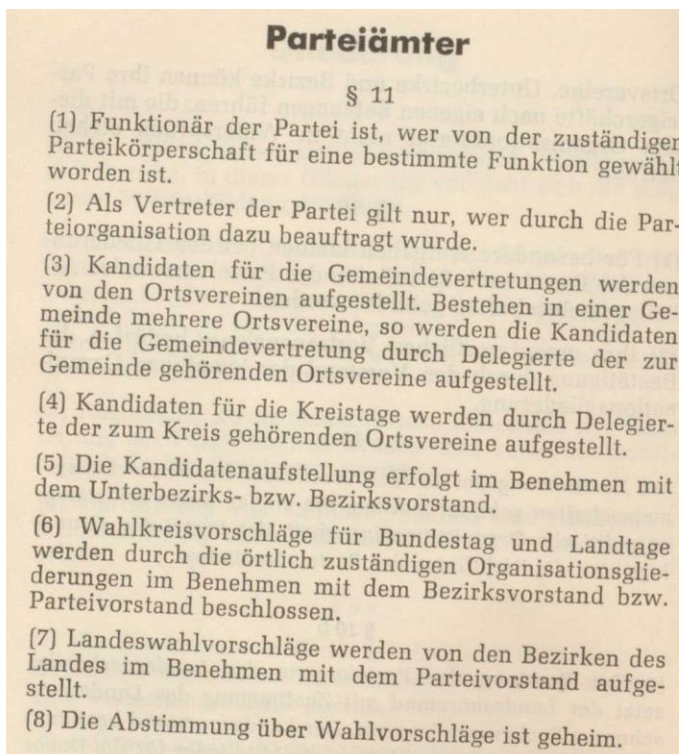 Parteiämter
§ 11
(1) Funktionär der Partei ist, wer von der zuständigen
Parteikörperschaft für eine bestimmte Funktion gewählt
worden ist.
(2) Als Vertreter der Partei gilt nur, wer durch die Par-
teiorganisation dazu beauftragt wurde.
(3) Kandidaten für die Gemeindevertretungen werden
von den Ortsvereinen aufgestellt. Bestehen in einer Ge-
meinde mehrere Ortsvereine, so werden die Kandidaten
für die Gemeindevertretung durch Delegierte der zur
Gemeinde gehörenden Ortsvereine aufgestellt.
(4) Kandidaten für die Kreistage werden durch Delegier-
te der zum Kreis gehörenden Ortsvereine aufgestellt.
(5) Die Kandidatenaufstellung erfolgt im Benehmen mit
dem Unterbezirks- bzw. Bezirksvorstand.
(6) Wahlkreisvorschläge für Bundestag und Landtage
werden durch die örtlich zuständigen Organisationsglie-
derungen im Benehmen mit dem Bezirksvorstand bzw.
Parteivorstand beschlossen.
(7) Landeswahlvorschläge werden von den Bezirken des
Landes im Benehmen mit dem Parteivorstand aufge-
stellt.
(8) Die Abstimmung über Wahlvorschläge ist geheim.